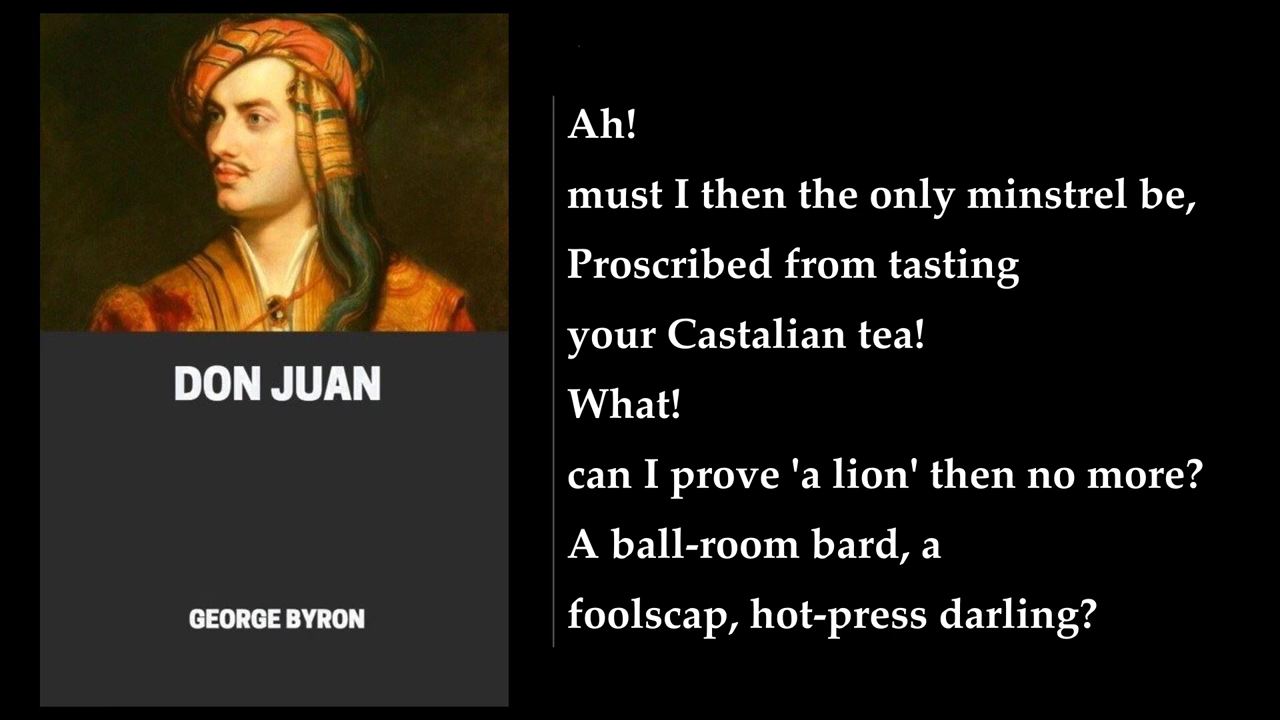 DON JUAN
GEORGE BYRON
Ah!
must I then the only minstrel be,
Proscribed from tasting
your Castalian tea!
What!
can I prove 'a lion' then no more?
A ball-room bard, a
foolscap, hot-press darling?